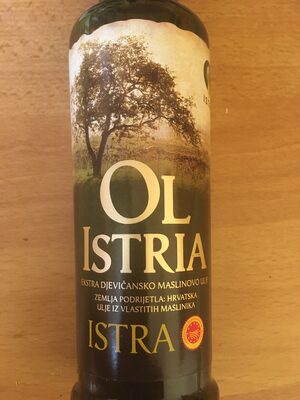 OL
ISTRIA
EKSTRA DJEVIČANSKO MASLINOVO ULJE
ZEMLJA PODRIJETLA: HRVATSKA
ULJE IZ VLASTITIH MASLINIKA
ISTRA